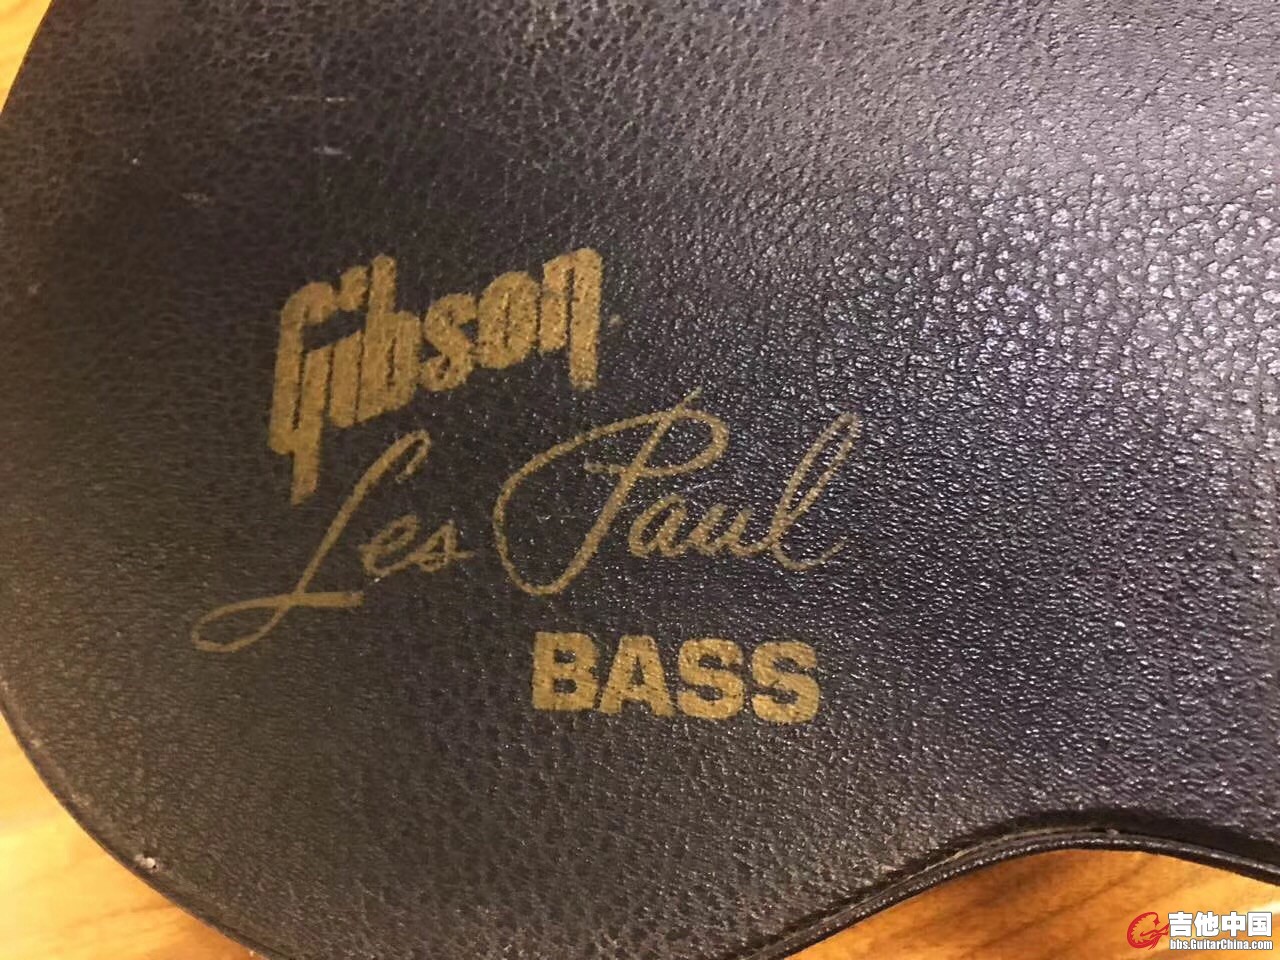 Gibson
Les Paul
BASS
吉他中国
bbs.GuitarChina.com